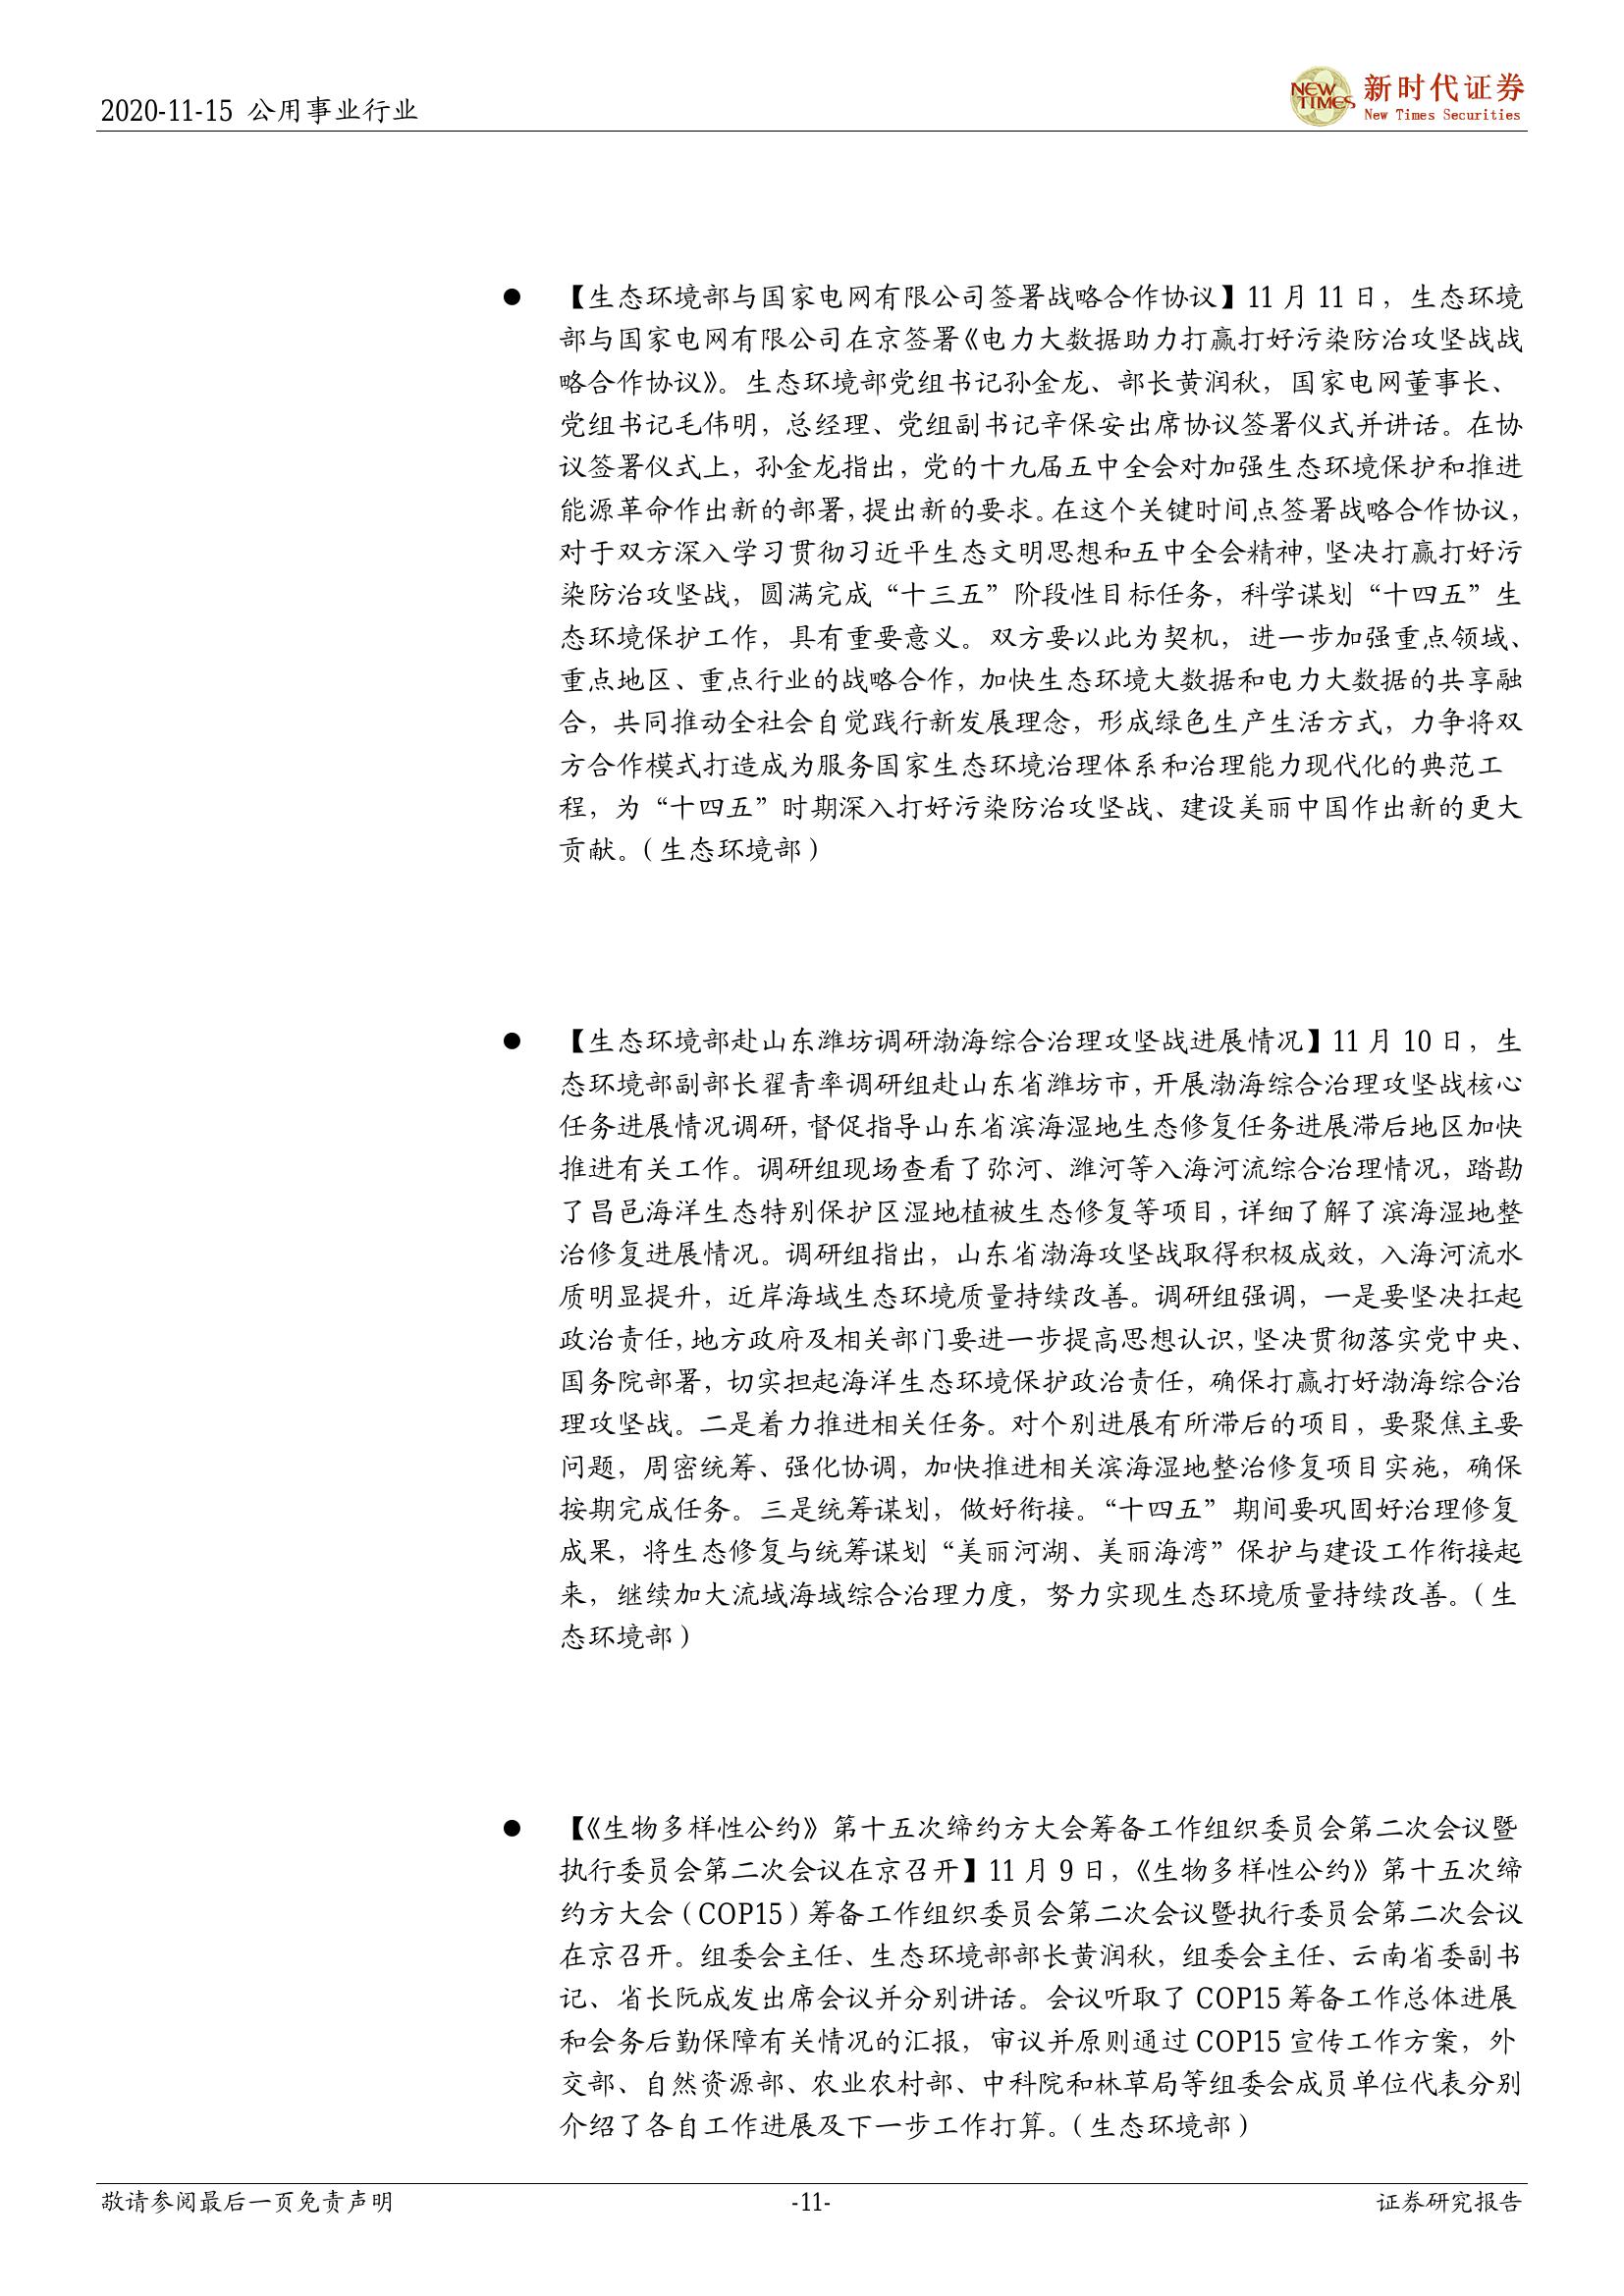 2020-11-15 公用事业行业
NEW TIMES
新时代证券
New Times Securities
● 【生态环境部与国家电网有限公司签署战略合作协议】11 月 11 日，生态环境
部与国家电网有限公司在京签署《电力大数据助力打赢打好污染防治攻坚战战
略合作协议》。生态环境部党组书记孙金龙、部长黄润秋，国家电网董事长、
党组书记毛伟明，总经理、党组副书记辛保安出席协议签署仪式并讲话。在协
议签署仪式上，孙金龙指出，党的十九届五中全会对加强生态环境保护和推进
能源革命作出新的部署，提出新的要求。在这个关键时间点签署战略合作协议，
对于双方深入学习贯彻习近平生态文明思想和五中全会精神，坚决打赢打好污
染防治攻坚战，圆满完成“十三五”阶段性目标任务，科学谋划“十四五”生
态环境保护工作，具有重要意义。双方要以此为契机，进一步加强重点领域、
重点地区、重点行业的战略合作，加快生态环境大数据和电力大数据的共享融
合，共同推动全社会自觉践行新发展理念，形成绿色生产生活方式，力争将双
方合作模式打造成为服务国家生态环境治理体系和治理能力现代化的典范工
程，为“十四五”时期深入打好污染防治攻坚战、建设美丽中国作出新的更大
贡献。（生态环境部）
● 【生态环境部赴山东潍坊调研渤海综合治理攻坚战进展情况】11 月 10 日，生
态环境部副部长翟青率调研组赴山东省潍坊市，开展渤海综合治理攻坚战核心
任务进展情况调研，督促指导山东省滨海湿地生态修复任务进展滞后地区加快
推进有关工作。调研组现场查看了弥河、潍河等入海河流综合治理情况，踏勘
了昌邑海洋生态特别保护区湿地植被生态修复等项目，详细了解了滨海湿地整
治修复进展情况。调研组指出，山东省渤海攻坚战取得积极成效，入海河流水
质明显提升，近岸海域生态环境质量持续改善。调研组强调，一是要坚决扛起
政治责任，地方政府及相关部门要进一步提高思想认识，坚决贯彻落实党中央、
国务院部署，切实担起海洋生态环境保护政治责任，确保打赢打好渤海综合治
理攻坚战。二是着力推进相关任务。对个别进展有所滞后的项目，要聚焦主要
问题，周密统筹、强化协调，加快推进相关滨海湿地整治修复项目实施，确保
按期完成任务。三是统筹谋划，做好衔接。“十四五”期间要巩固好治理修复
成果，将生态修复与统筹谋划“美丽河湖、美丽海湾”保护与建设工作衔接起
来，继续加大流域海域综合治理力度，努力实现生态环境质量持续改善。（生
态环境部）
● 【《生物多样性公约》第十五次缔约方大会筹备工作组织委员会第二次会议暨
执行委员会第二次会议在京召开】11 月 9 日，《生物多样性公约》第十五次缔
约方大会（COP15）筹备工作组织委员会第二次会议暨执行委员会第二次会议
在京召开。组委会主任、生态环境部部长黄润秋，组委会主任、云南省委副书
记、省长阮成发出席会议并分别讲话。会议听取了 COP15 筹备工作总体进展
和会务后勤保障有关情况的汇报，审议并原则通过 COP15 宣传工作方案，外
交部、自然资源部、农业农村部、中科院和林草局等组委会成员单位代表分别
介绍了各自工作进展及下一步工作打算。（生态环境部）
敬请参阅最后一页免责声明
-11-
证券研究报告